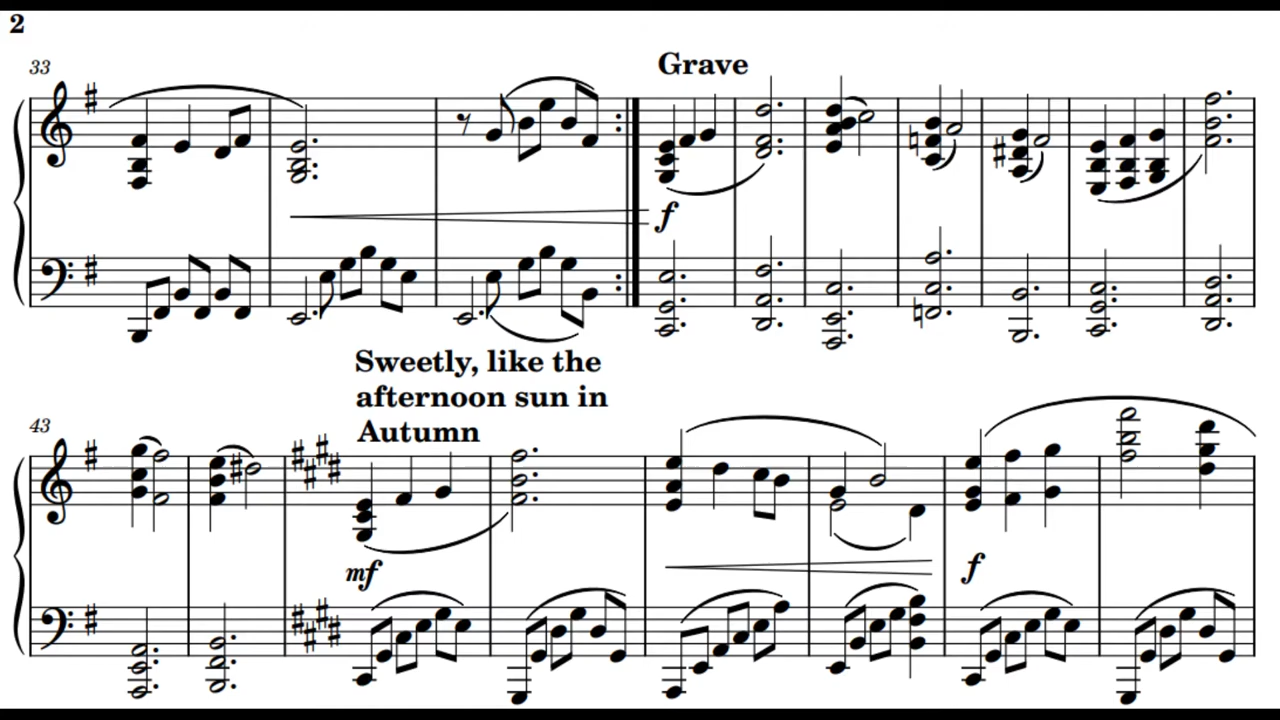 2
33
Grave
f
Sweetly, like the
afternoon sun in
Autumn
43
mf
f